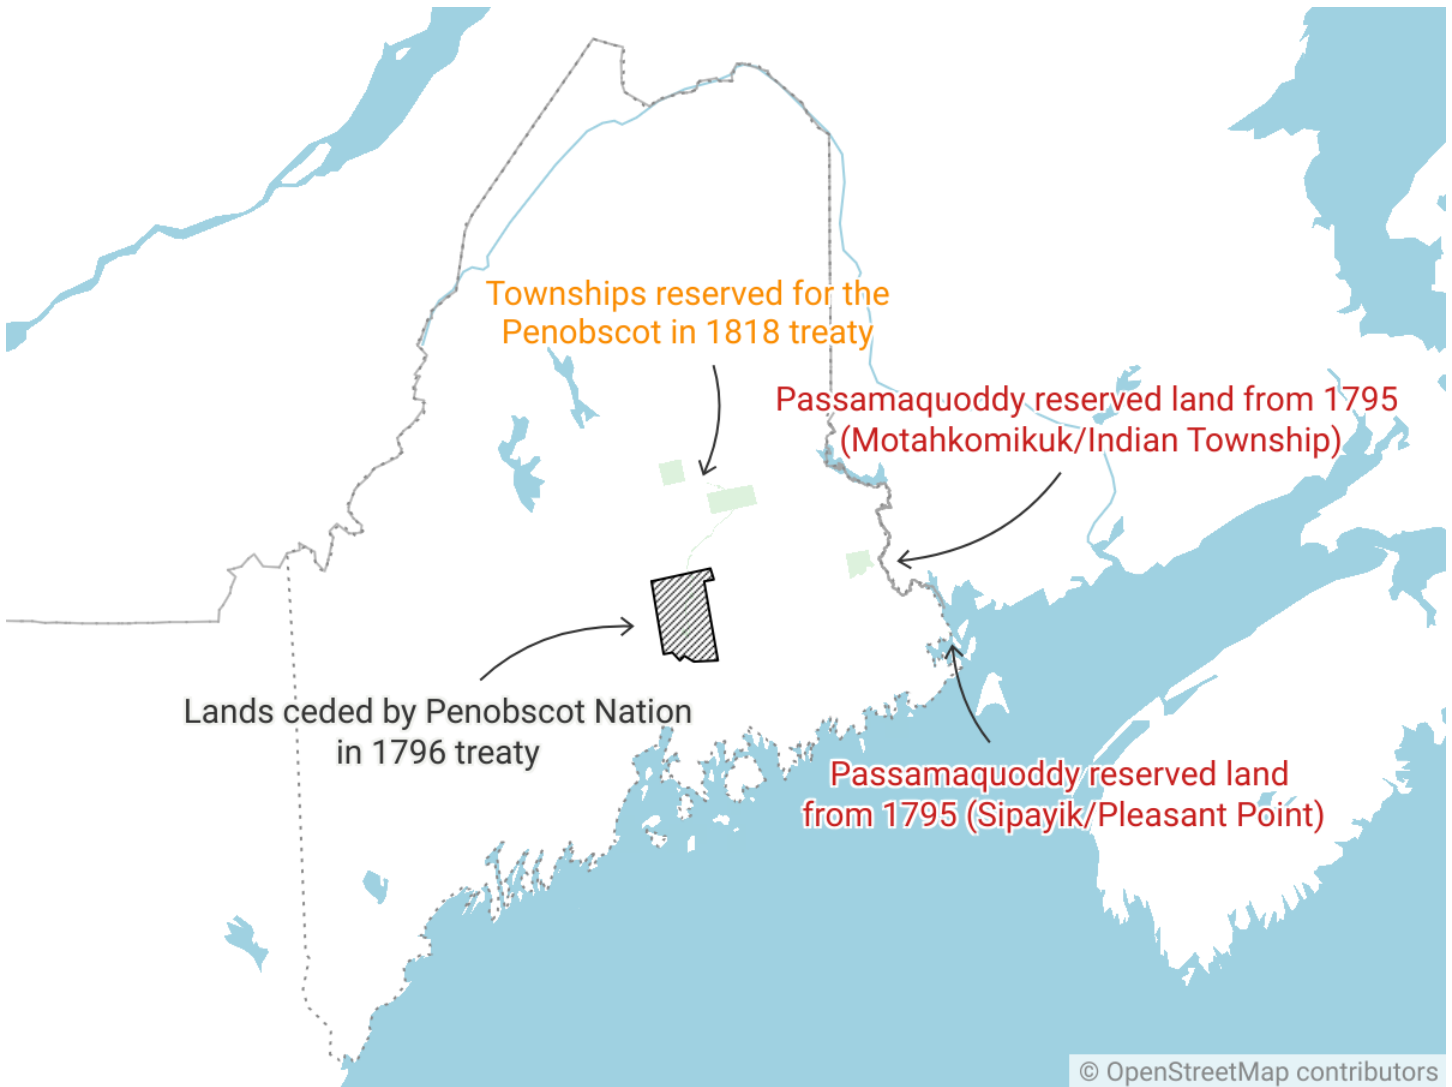 Townships reserved for the
Penobscot in 1818 treaty
Passamaquoddy reserved land from 1795
(Motahkomikuk/Indian Township)
Lands ceded by Penobscot Nation
in 1796 treaty
Passamaquoddy reserved land
from 1795 (Sipayik/Pleasant Point)
© OpenStreetMap contributors